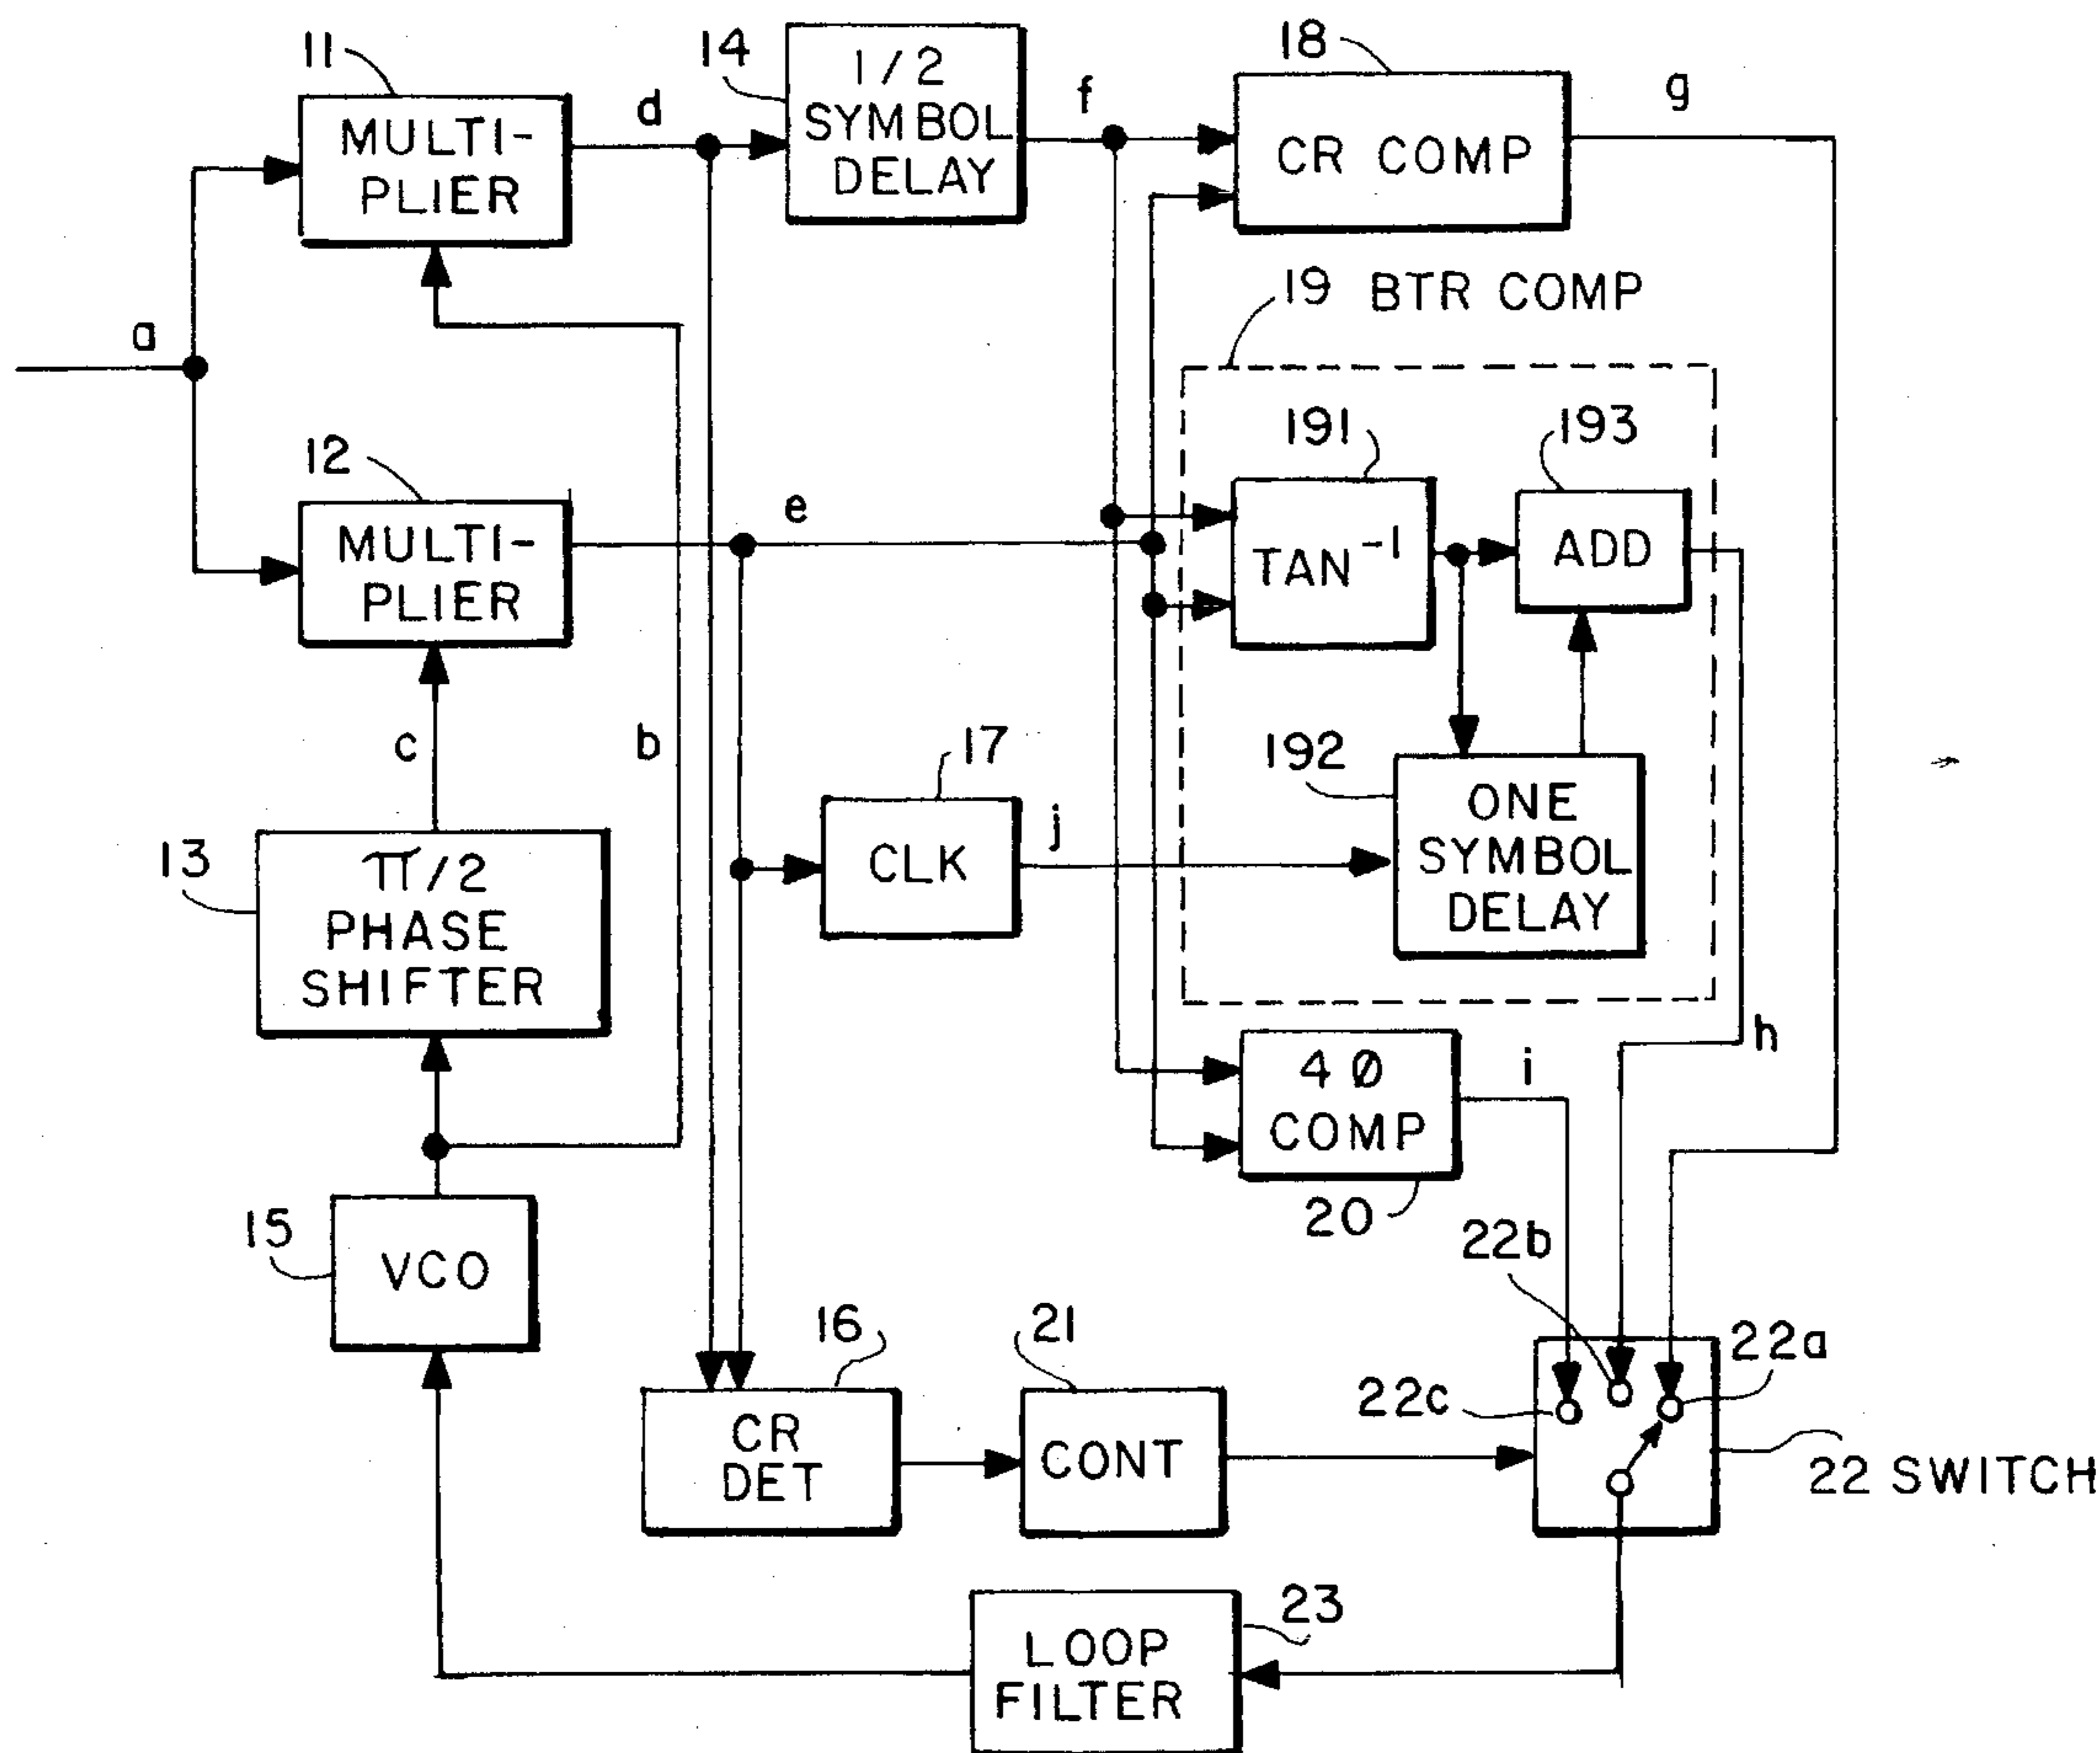 11
MULTI-
PLIER
d
14
1/2
SYMBOL
DELAY
f
18
CR COMP
g
a
19 BTR COMP
12
MULTI-
PLIER
e
191
TAN⁻¹
193
ADD
c
b
13
π/2
PHASE
SHIFTER
17
CLK
j
192
ONE
SYMBOL
DELAY
h
4Ø
COMP
20
i
15
VCO
16
CR
DET
21
CONT
22b
22a
22c
22 SWITCH
23
LOOP
FILTER